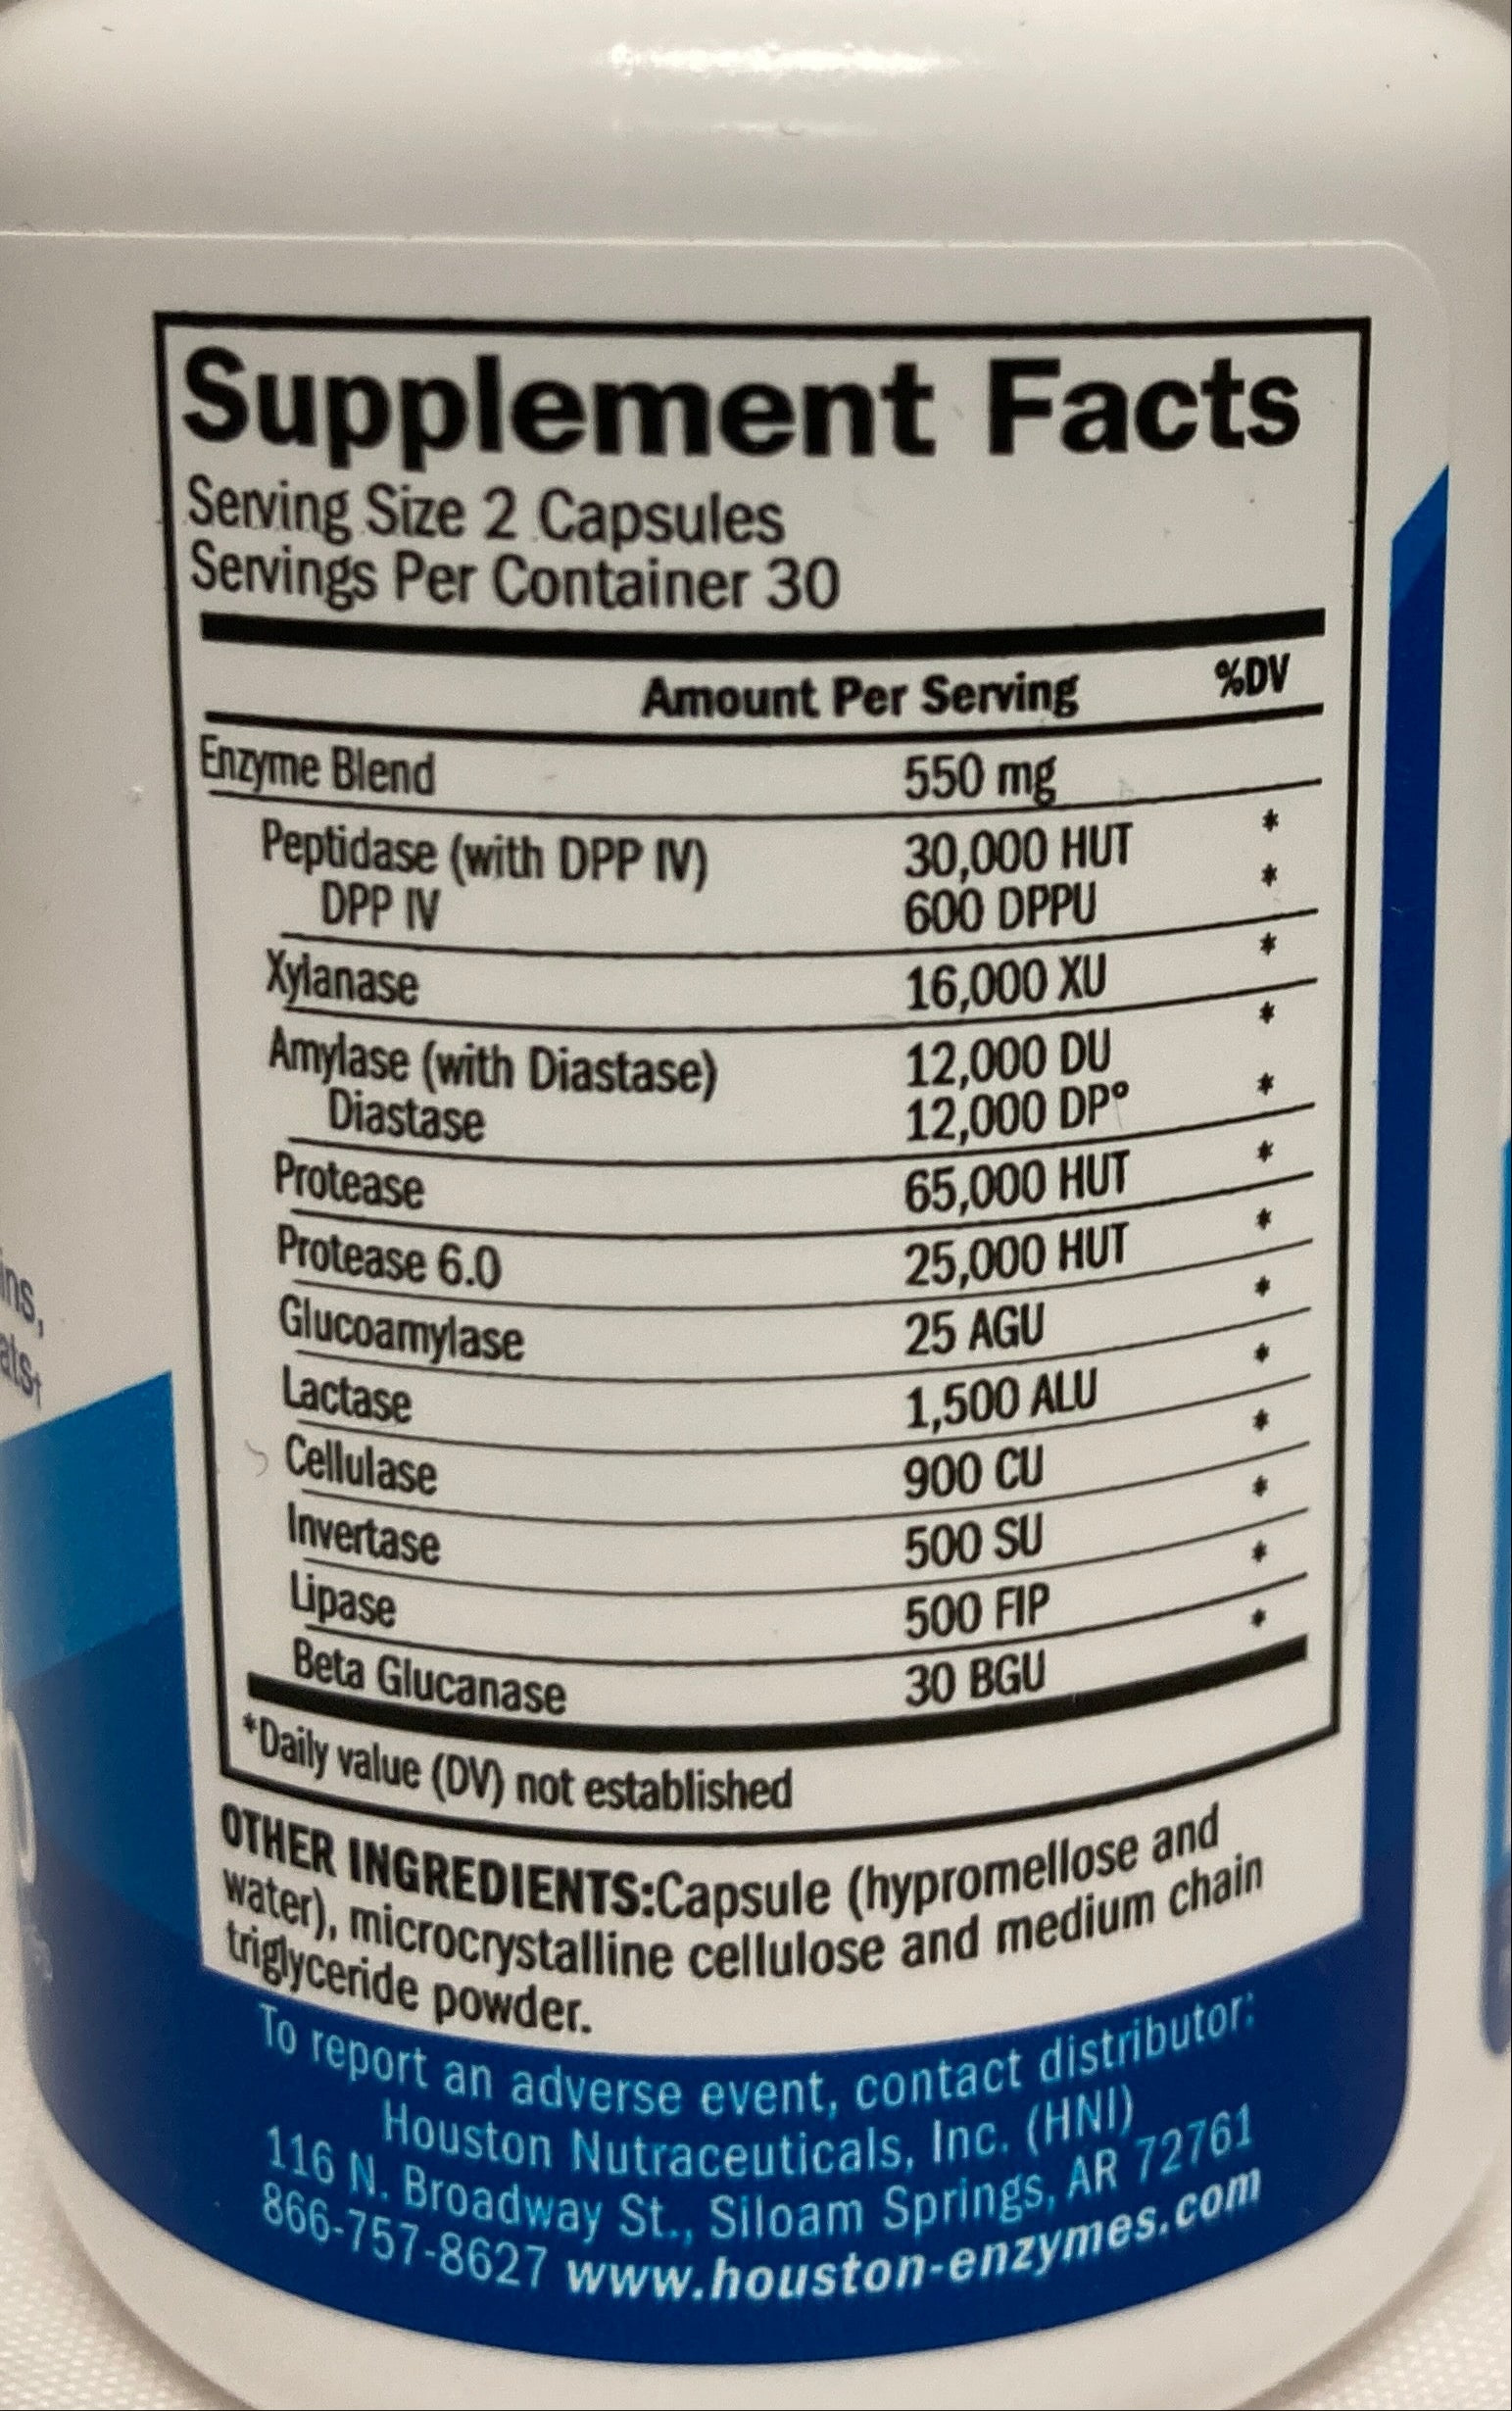 Supplement Facts
Serving Size 2 Capsules
Servings Per Container 30
Amount Per Serving %DV
Enzyme Blend 550 mg
Peptidase (with DPP IV) 30,000 HUT *
DPP IV 600 DPPU *
Xylanase 16,000 XU *
Amylase (with Diastase) 12,000 DU *
Diastase 12,000 DP° *
Protease 65,000 HUT *
Protease 6.0 25,000 HUT *
Glucoamylase 25 AGU *
Lactase 1,500 ALU *
Cellulase 900 CU *
Invertase 500 SU *
Lipase 500 FIP *
Beta Glucanase 30 BGU *
*Daily value (DV) not established
OTHER INGREDIENTS:Capsule (hypromellose and
water), microcrystalline cellulose and medium chain
triglyceride powder.
To report an adverse event, contact distributor:
Houston Nutraceuticals, Inc. (HNI)
116 N. Broadway St., Siloam Springs, AR 72761
866-757-8627 www.houston-enzymes.com